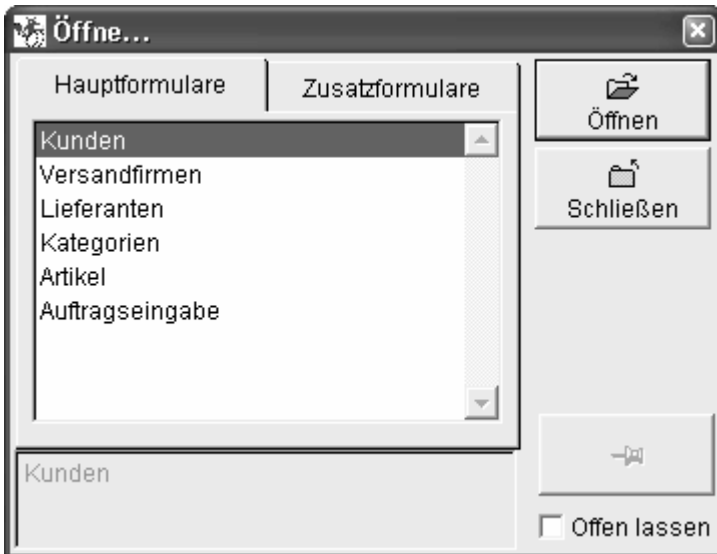 Öffne...
Hauptformulare
Zusatzformulare
Kunden
Versandfirmen
Lieferanten
Kategorien
Artikel
Auftragseingabe
Kunden
Öffnen
Schließen
Offen lassen